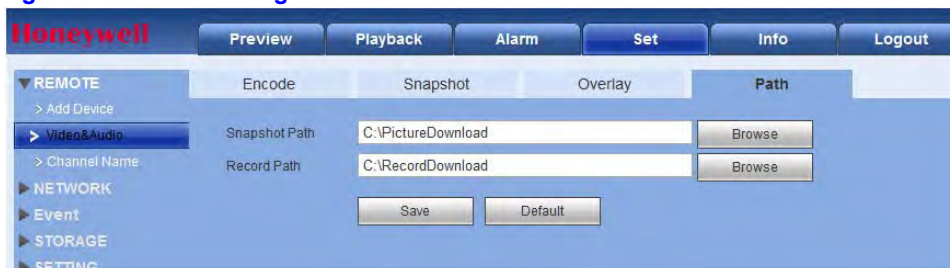 Honeywell
Preview Playback Alarm Set Info Logout
REMOTE
Encode Snapshot Overlay Path
> Add Device
> Video&Audio
Snapshot Path C:\PictureDownload Browse
> Channel Name
Record Path C:\RecordDownload Browse
NETWORK
Event
Save Default
STORAGE
SETTING